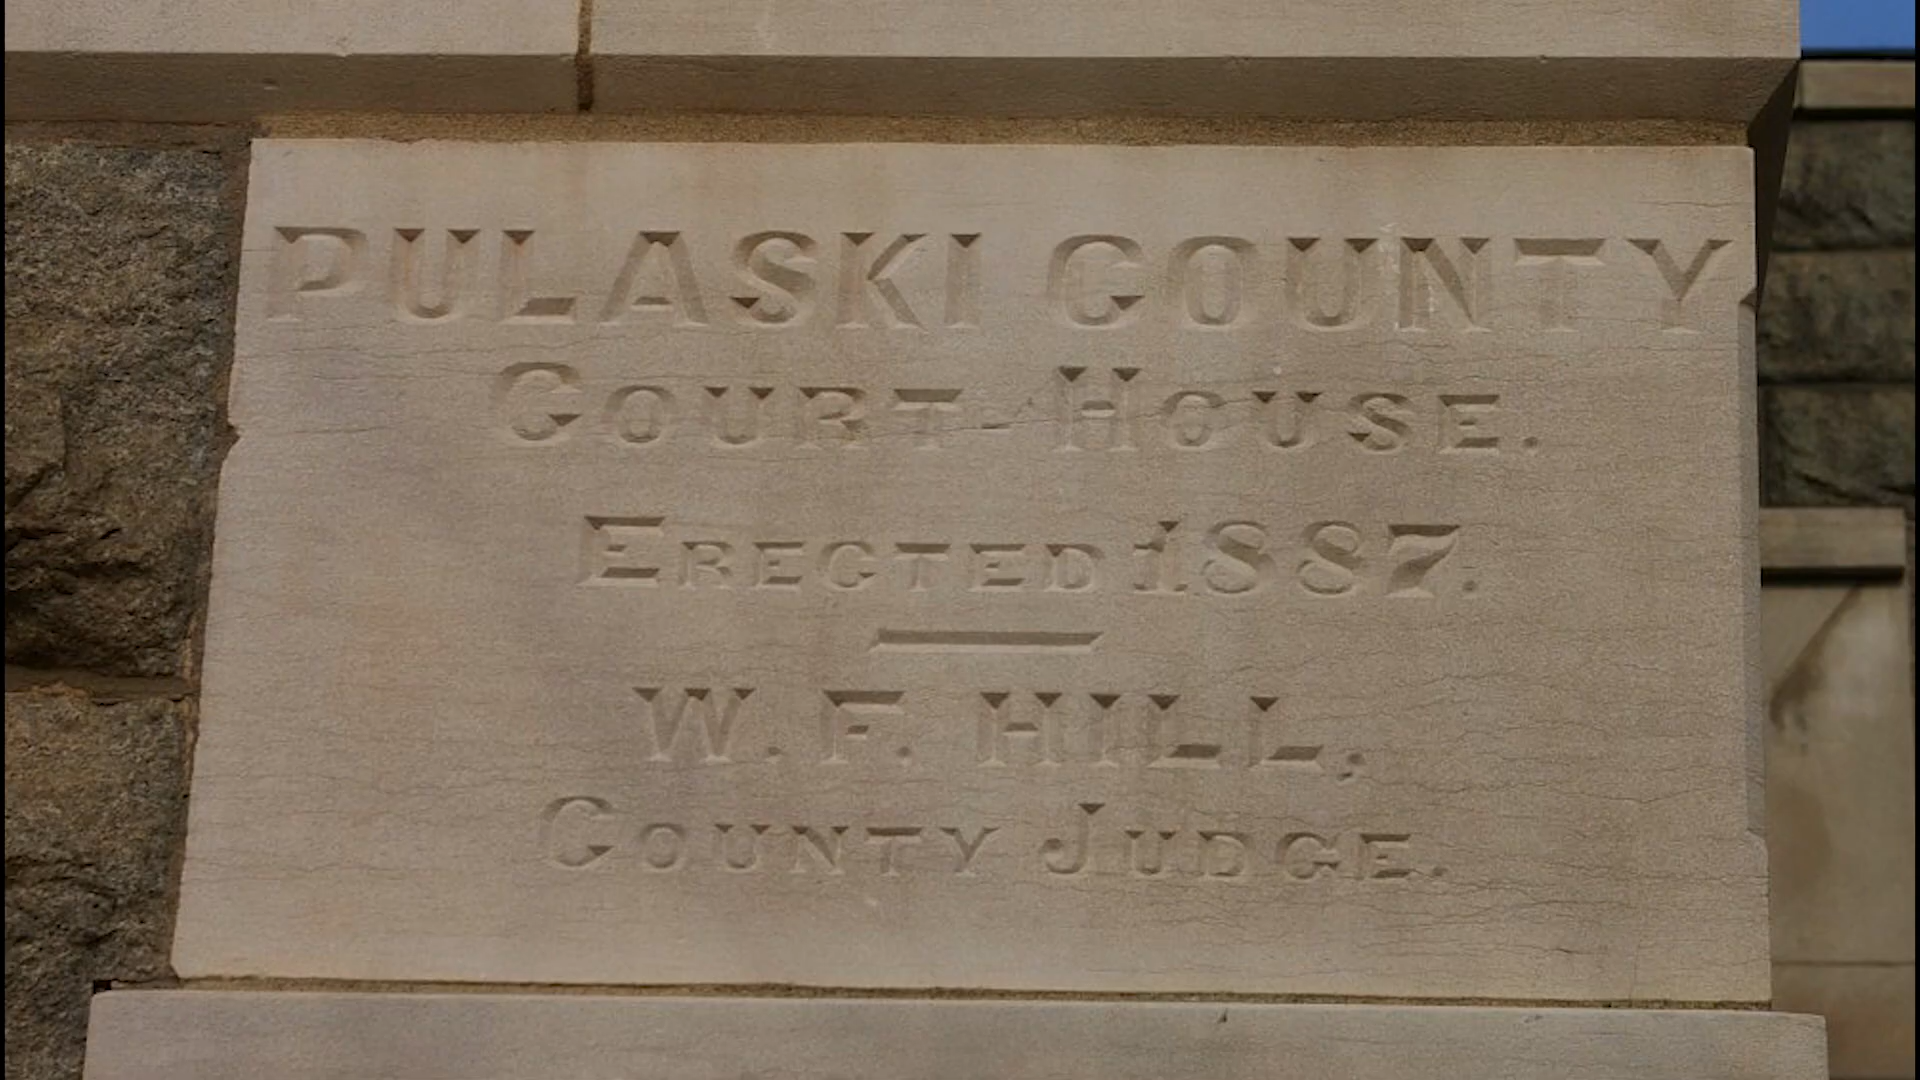 PULASKI COUNTY
COURT-HOUSE.
ERECTED 1887.
W. F. HILL,
COUNTY JUDGE.